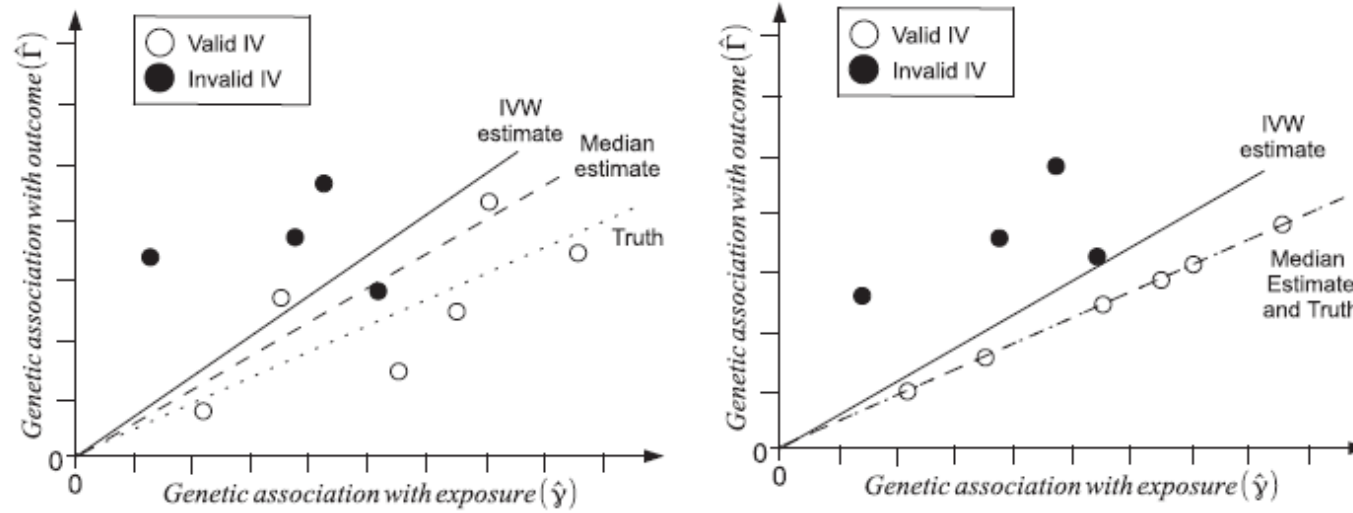 Valid IV
Invalid IV
IVW
estimate
Median
estimate
Truth
Genetic association with outcome (Γ̂)
0
0
Genetic association with exposure (γ̂)
Valid IV
Invalid IV
IVW
estimate
Median
Estimate
and Truth
Genetic association with outcome (Γ̂)
0
0
Genetic association with exposure (γ̂)